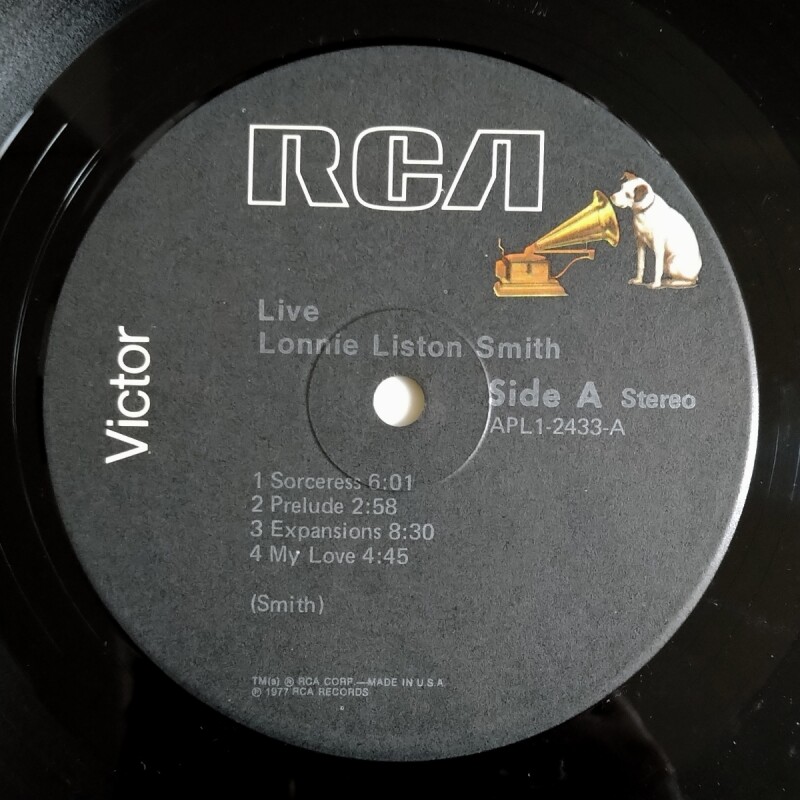 RCA
Victor
Live
Lonnie Liston Smith
Side A Stereo
APL1-2433-A
1 Sorceress 6:01
2 Prelude 2:58
3 Expansions 8:30
4 My Love 4:45
(Smith)
TM(s) ® RCA CORP.—MADE IN U.S.A.
℗ 1977 RCA RECORDS